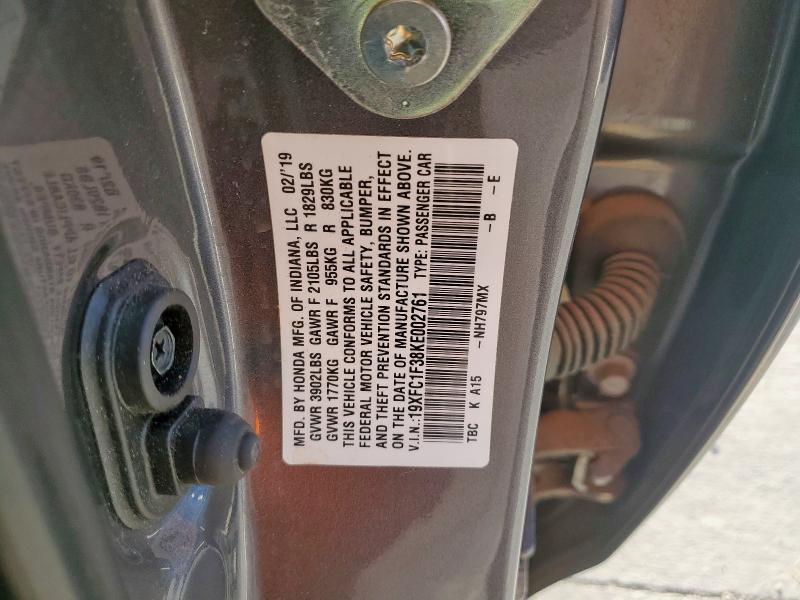 MFD. BY HONDA MFG. OF INDIANA, LLC 02/'19
GVWR 3902LBS GAWR F 2105LBS R 1829LBS
GVWR 1770KG GAWR F 955KG R 830KG
THIS VEHICLE CONFORMS TO ALL APPLICABLE
FEDERAL MOTOR VEHICLE SAFETY, BUMPER,
AND THEFT PREVENTION STANDARDS IN EFFECT
ON THE DATE OF MANUFACTURE SHOWN ABOVE.
V.I.N.:19XFC1F38KE002761 TYPE: PASSENGER CAR
TBC K A15 -NH797MX -B -E